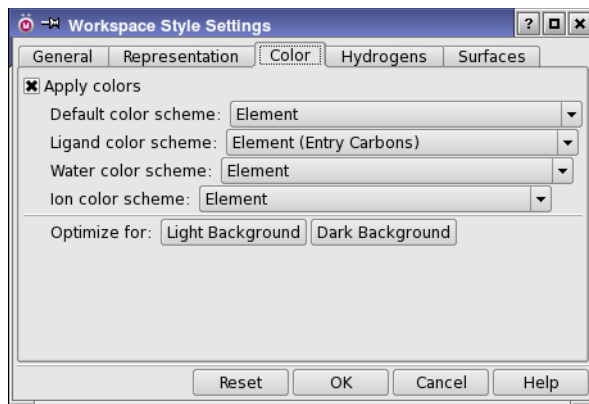 Workspace Style Settings
General Representation Color Hydrogens Surfaces
Apply colors
Default color scheme: Element
Ligand color scheme: Element (Entry Carbons)
Water color scheme: Element
Ion color scheme: Element
Optimize for: Light Background Dark Background
Reset OK Cancel Help